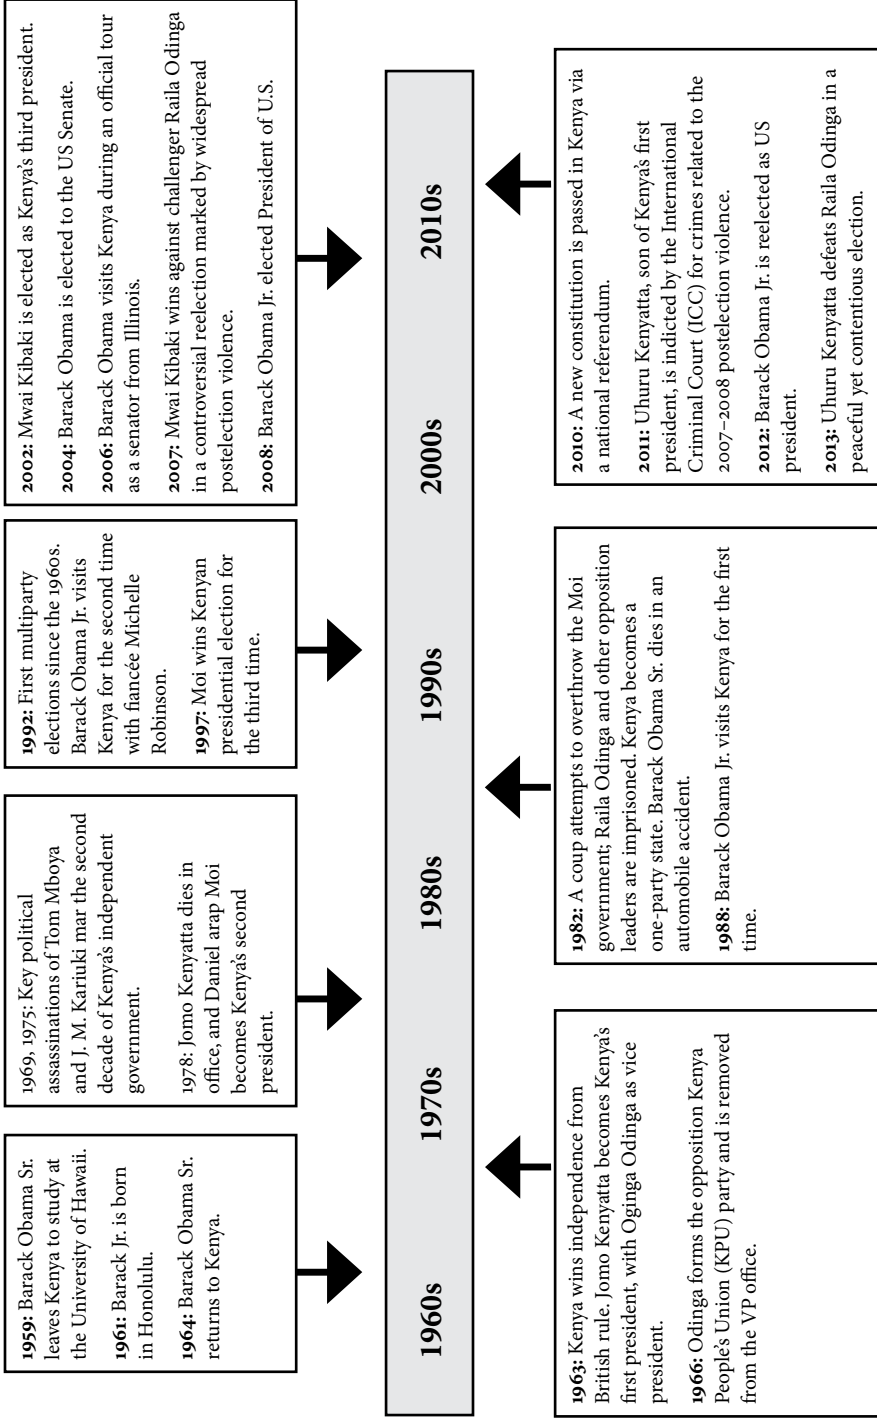 1959: Barack Obama Sr.
leaves Kenya to study at
the University of Hawaii.
1961: Barack Jr. is born
in Honolulu.
1964: Barack Obama Sr.
returns to Kenya.
1969, 1975: Key political
assassinations of Tom Mboya
and J. M. Kariuki mar the second
decade of Kenya’s independent
government.
1978: Jomo Kenyatta dies in
office, and Daniel arap Moi
becomes Kenya’s second
president.
1992: First multiparty
elections since the 1960s.
Barack Obama Jr. visits
Kenya for the second time
with fiancée Michelle
Robinson.
1997: Moi wins Kenyan
presidential election for
the third time.
2002: Mwai Kibaki is elected as Kenya’s third president.
2004: Barack Obama is elected to the US Senate.
2006: Barack Obama visits Kenya during an official tour
as a senator from Illinois.
2007: Mwai Kibaki wins against challenger Raila Odinga
in a controversial reelection marked by widespread
postelection violence.
2008: Barack Obama Jr. elected President of U.S.
1960s 1970s 1980s 1990s 2000s 2010s
1963: Kenya wins independence from
British rule. Jomo Kenyatta becomes Kenya’s
first president, with Oginga Odinga as vice
president.
1966: Odinga forms the opposition Kenya
People’s Union (KPU) party and is removed
from the VP office.
1982: A coup attempts to overthrow the Moi
government; Raila Odinga and other opposition
leaders are imprisoned. Kenya becomes a
one-party state. Barack Obama Sr. dies in an
automobile accident.
1988: Barack Obama Jr. visits Kenya for the first
time.
2010: A new constitution is passed in Kenya via
a national referendum.
2011: Uhuru Kenyatta, son of Kenya’s first
president, is indicted by the International
Criminal Court (ICC) for crimes related to the
2007–2008 postelection violence.
2012: Barack Obama Jr. is reelected as US
president.
2013: Uhuru Kenyatta defeats Raila Odinga in a
peaceful yet contentious election.